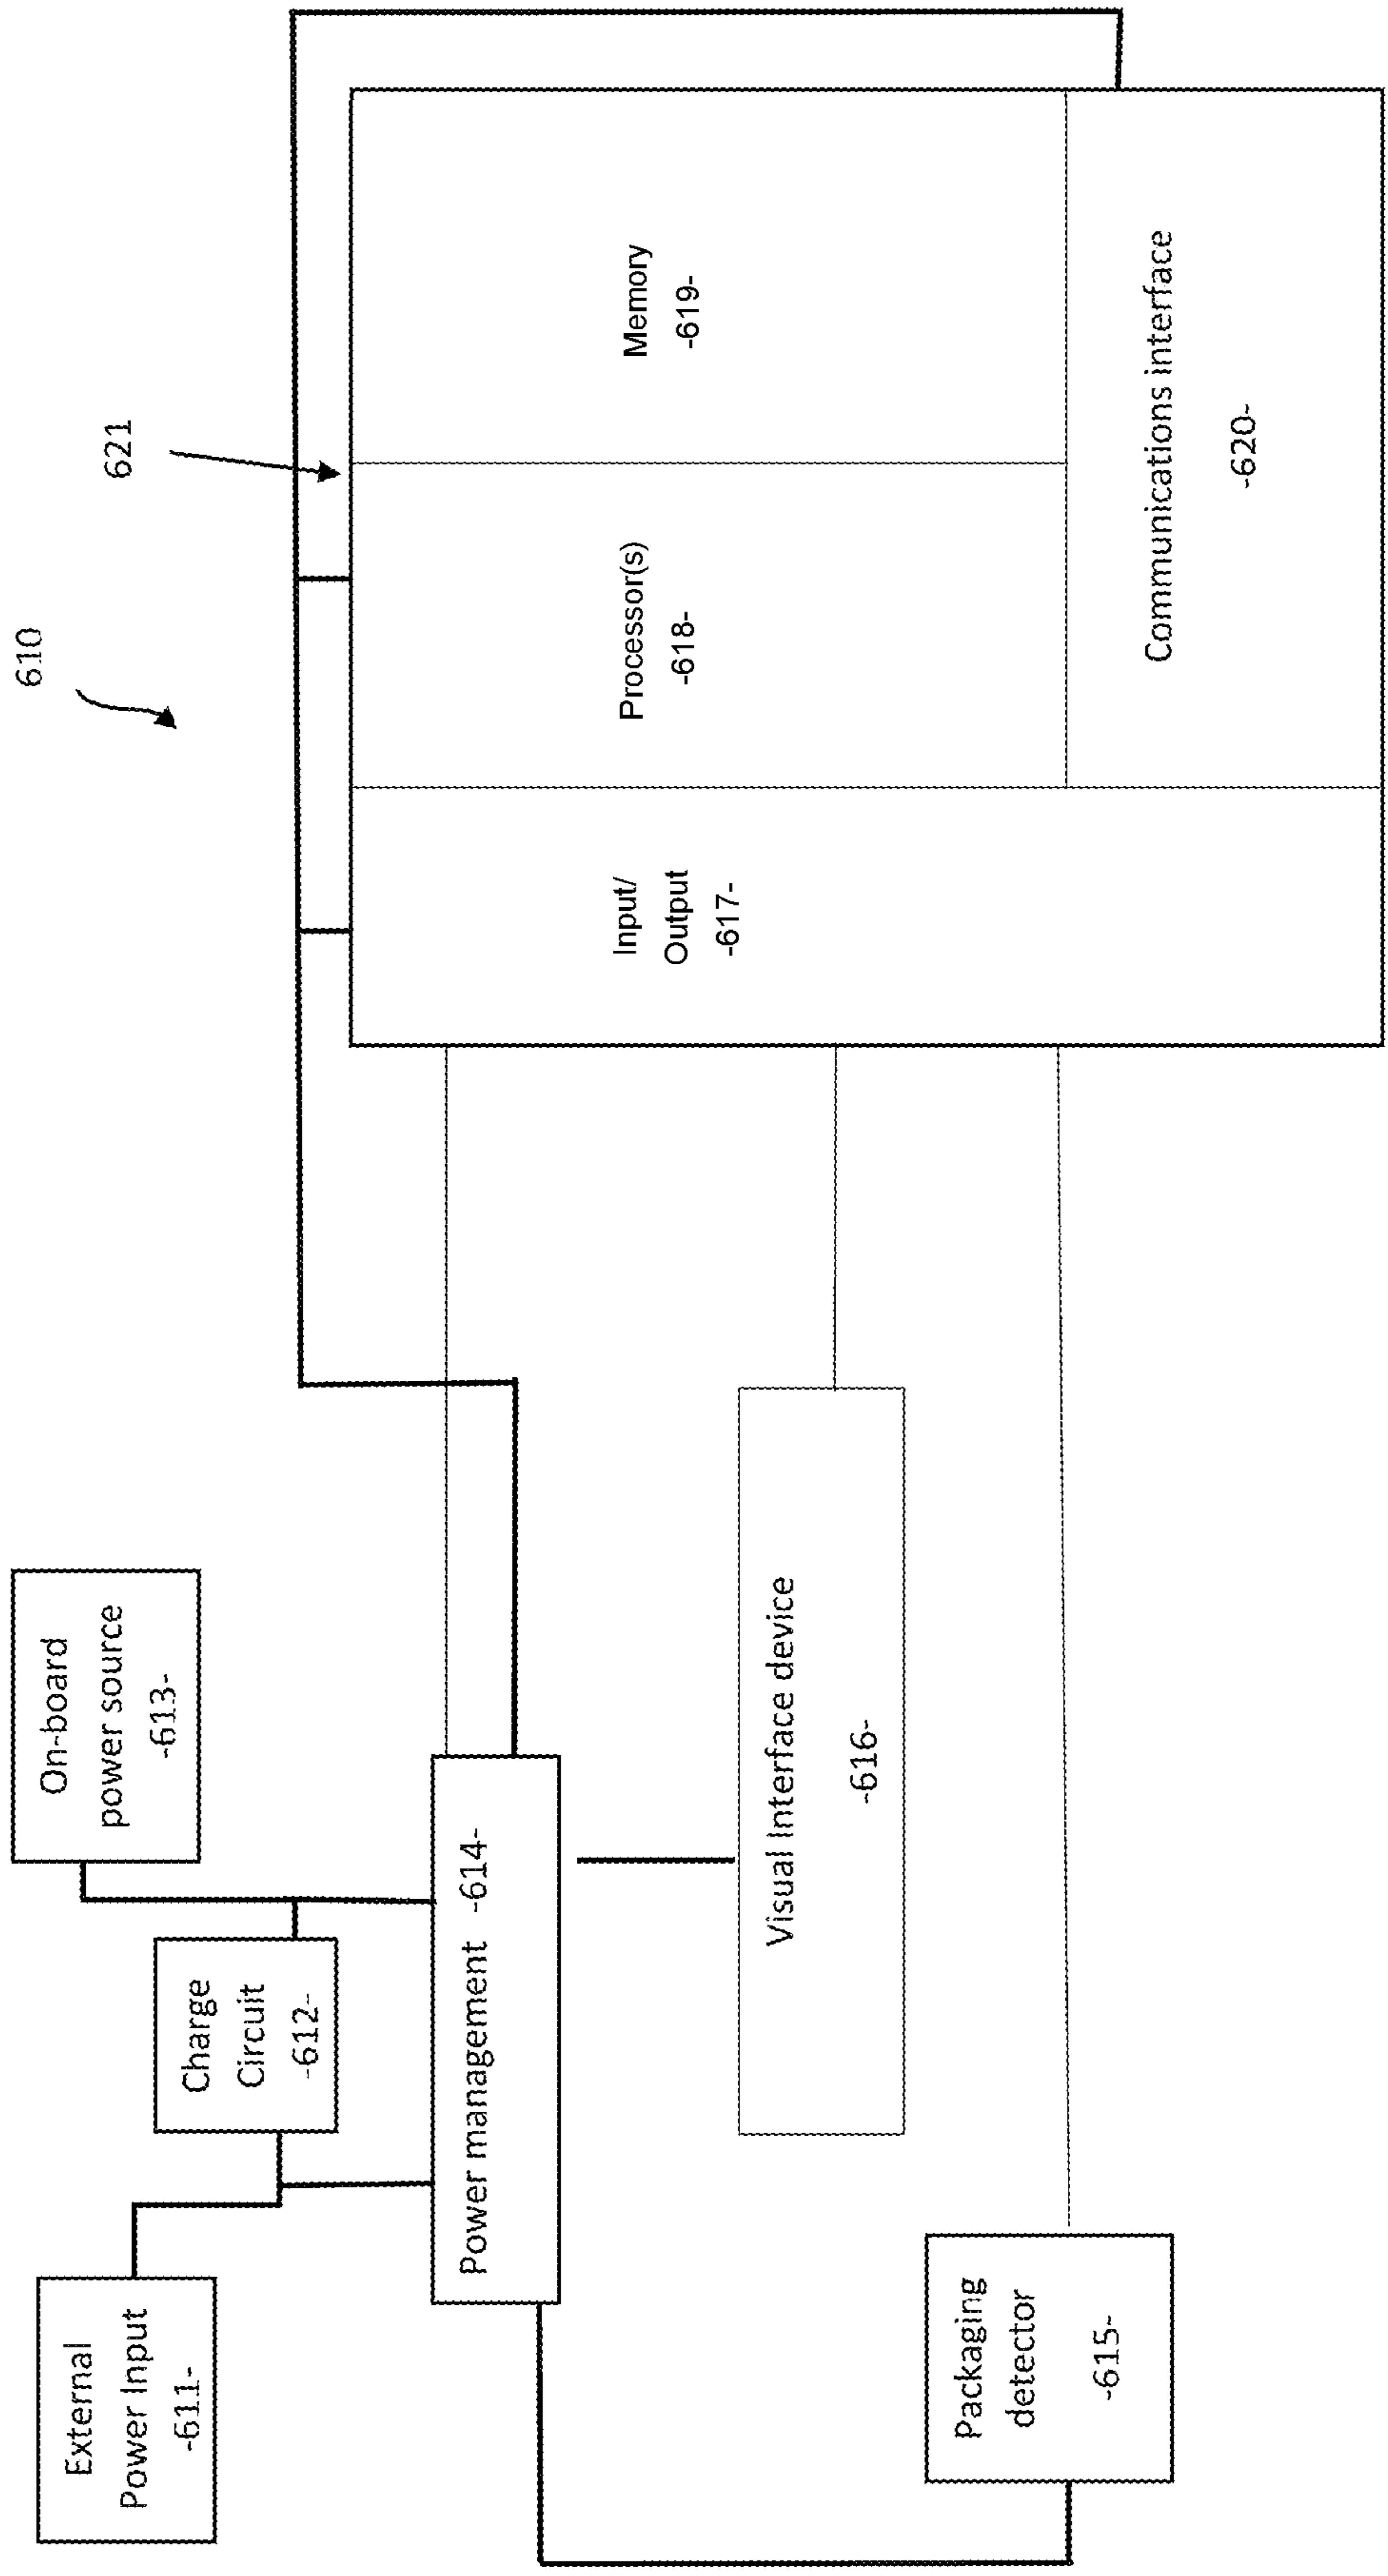 610
621
External
Power Input
-611-
Charge
Circuit
-612-
On-board
power source
-613-
Power management -614-
Visual Interface device
-616-
Packaging
detector
-615-
Input/
Output
-617-
Processor(s)
-618-
Memory
-619-
Communications interface
-620-